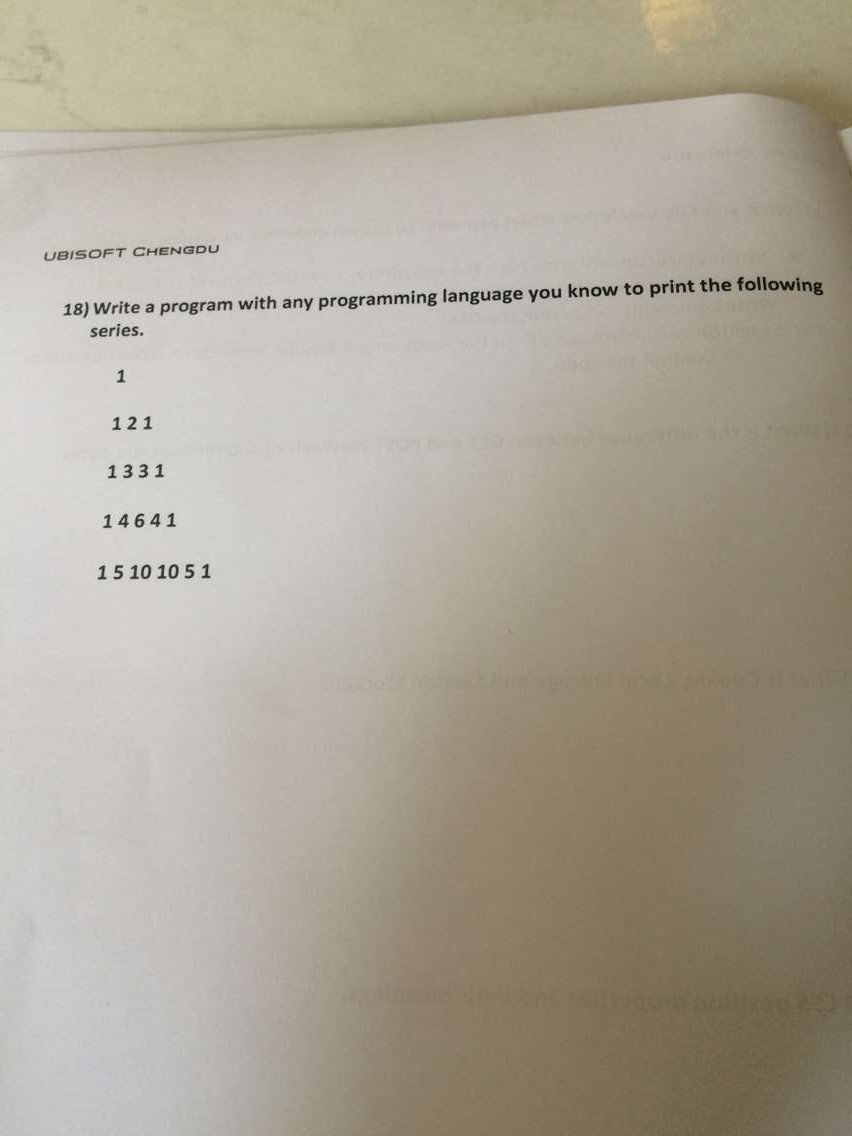 UBISOFT CHENGDU
18) Write a program with any programming language you know to print the following
series.
1
1 2 1
1 3 3 1
1 4 6 4 1
1 5 10 10 5 1